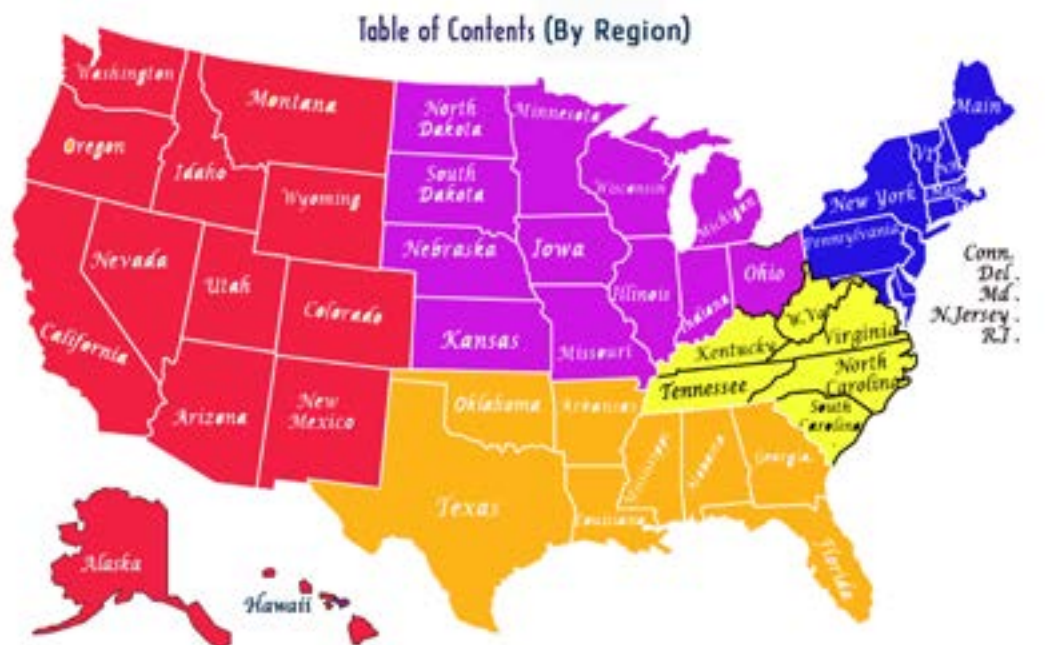 Table of Contents (By Region)
Washington
Oregon
California
Nevada
Idaho
Montana
Wyoming
Utah
Colorado
Arizona
New
Mexico
Alaska
Hawaii
North
Dakota
South
Dakota
Nebraska
Kansas
Minnesota
Iowa
Missouri
Wisconsin
Illinois
Michigan
Indiana
Ohio
Oklahoma
Texas
Arkansas
Louisiana
Mississippi
Alabama
Georgia
Florida
Kentucky
Tennessee
W.Va
Virginia
North
Carolina
South
Carolina
Main
VT
New York
Pennsylvania
Conn.
Del .
Md .
N.Jersey .
R.I .